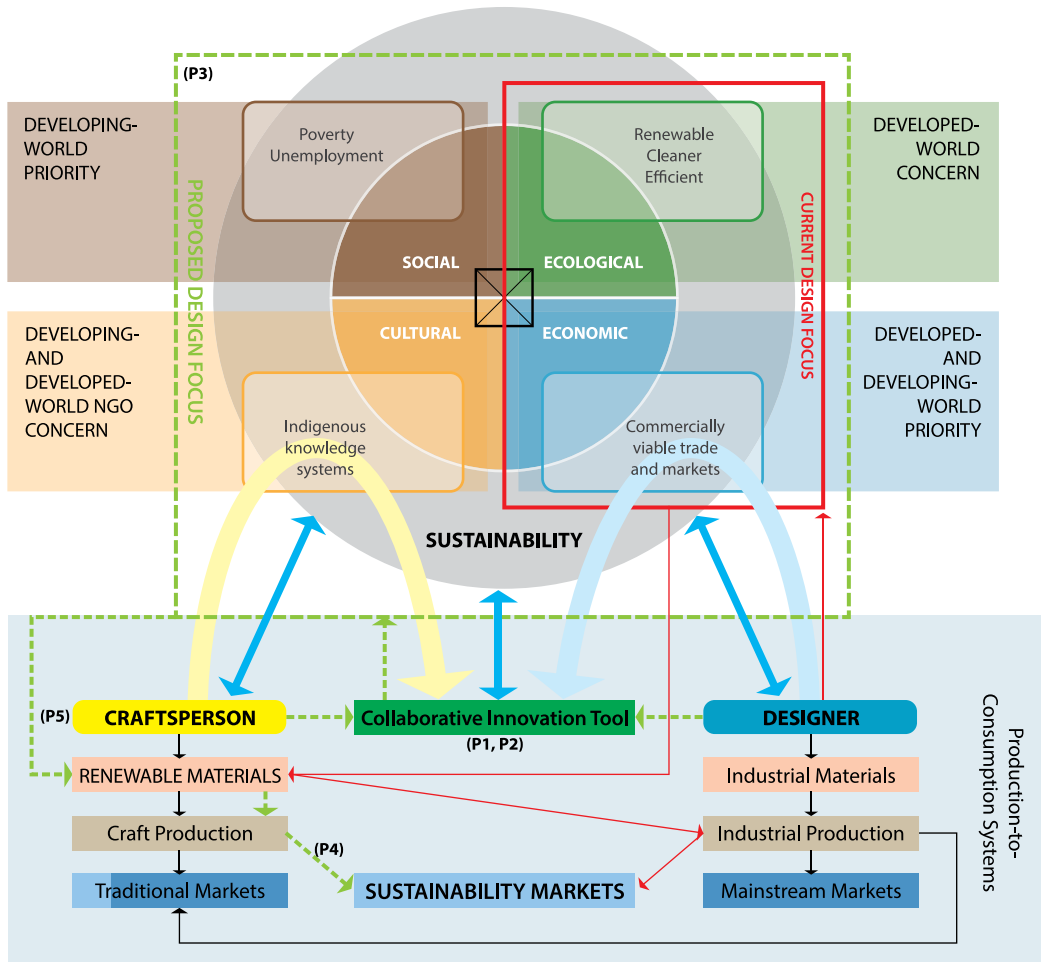 (P3)
DEVELOPING-
WORLD
PRIORITY
Poverty
Unemployment
Renewable
Cleaner
Efficient
DEVELOPED-
WORLD
CONCERN
PROPOSED DESIGN FOCUS
CURRENT DESIGN FOCUS
SOCIAL
ECOLOGICAL
CULTURAL
ECONOMIC
DEVELOPING-
AND
DEVELOPED-
WORLD NGO
CONCERN
Indigenous
knowledge
systems
Commercially
viable trade
and markets
DEVELOPED-
AND
DEVELOPING-
WORLD
PRIORITY
SUSTAINABILITY
(P5)
CRAFTSPERSON
Collaborative Innovation Tool
(P1, P2)
DESIGNER
RENEWABLE MATERIALS
Industrial Materials
Craft Production
(P4)
Industrial Production
Traditional Markets
SUSTAINABILITY MARKETS
Mainstream Markets
Production-to-
Consumption Systems